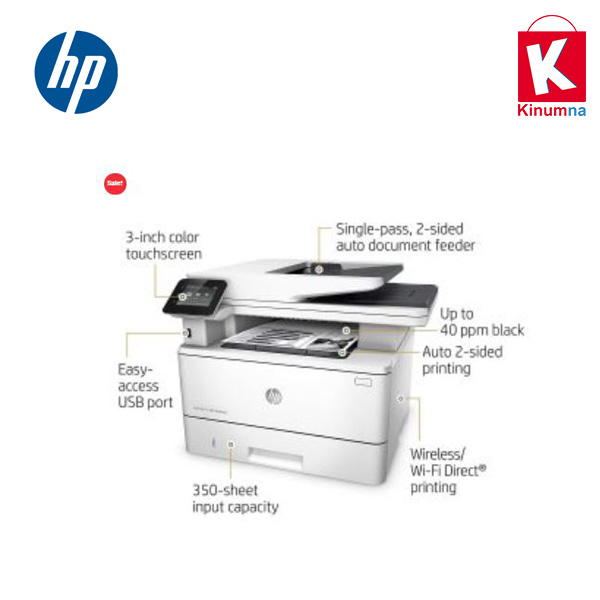 hp
K
Kinumna
Sale!
3-inch color
touchscreen
Single-pass, 2-sided
auto document feeder
Up to
40 ppm black
Auto 2-sided
printing
Easy-
access
USB port
hp
Wireless/
Wi-Fi Direct®
printing
350-sheet
input capacity